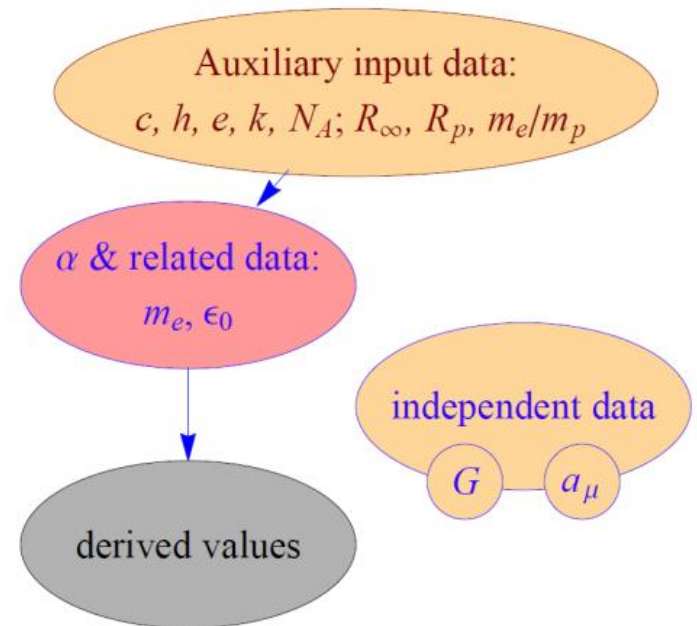 Auxiliary input data:
c, h, e, k, N_A; R_∞, R_p, m_e/m_p
α & related data:
m_e, ϵ_0
independent data
G
a_μ
derived values